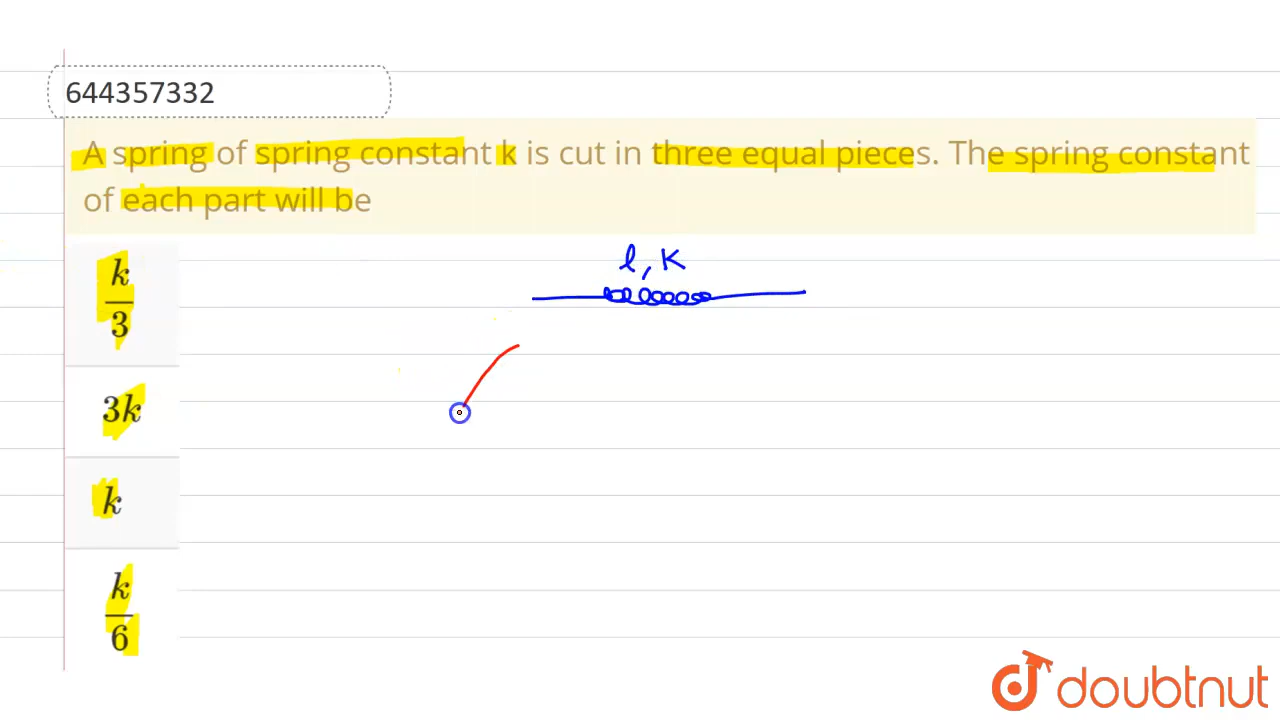 644357332
A spring of spring constant k is cut in three equal pieces. The spring constant
of each part will be
l, K
k
3
3k
k
k
6
doubtnut